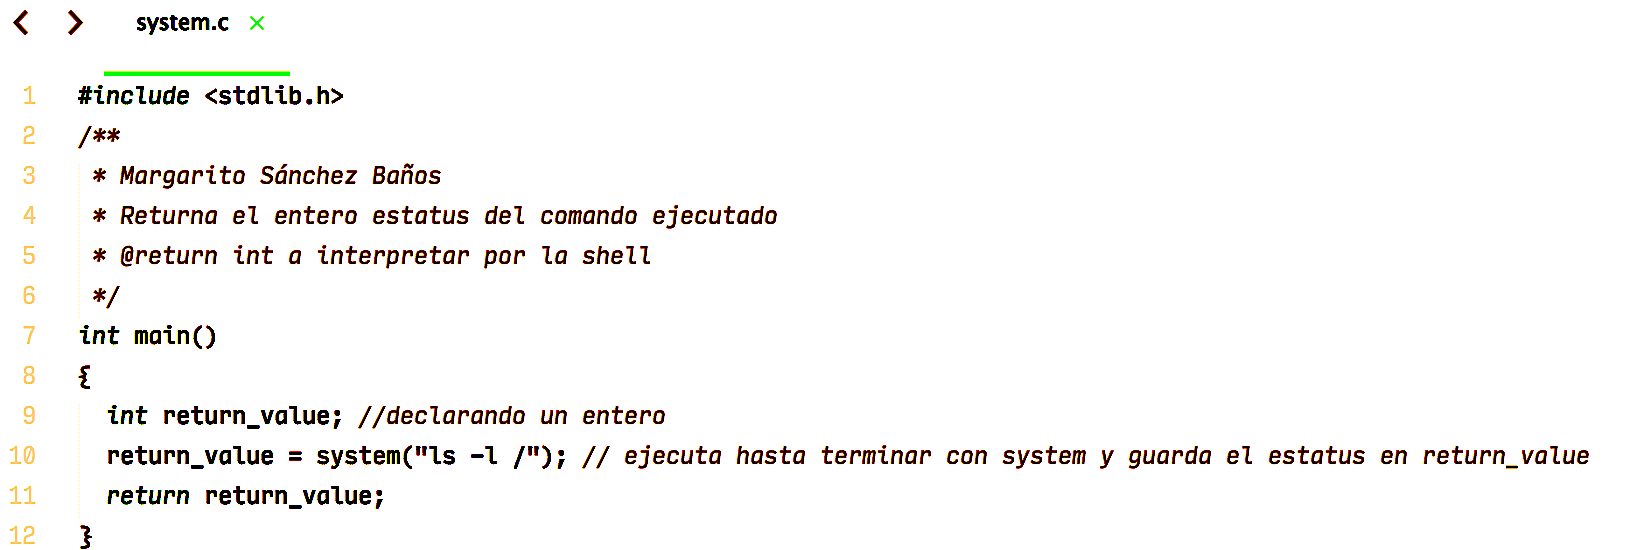 system.c ×
1 #include <stdlib.h>
2 /**
3  * Margarito Sánchez Baños
4  * Returna el entero estatus del comando ejecutado
5  * @return int a interpretar por la shell
6  */
7 int main()
8 {
9   int return_value; //declarando un entero
10   return_value = system("ls -l /"); // ejecuta hasta terminar con system y guarda el estatus en return_value
11   return return_value;
12 }